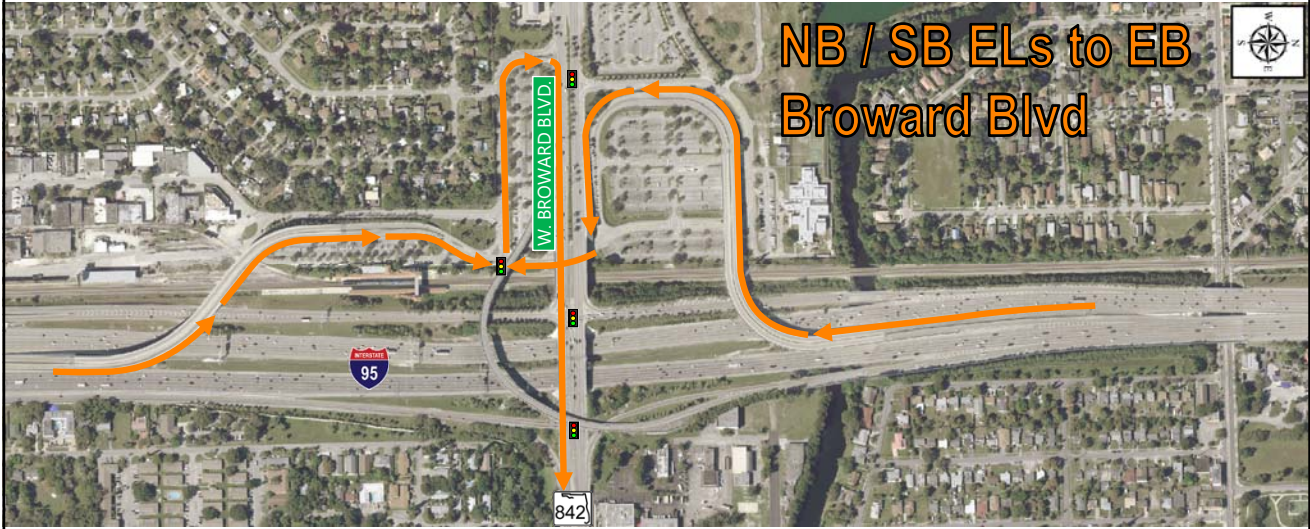 NB / SB ELs to EB
Broward Blvd
W
S
N
E
W. BROWARD BLVD.
INTERSTATE
95
842